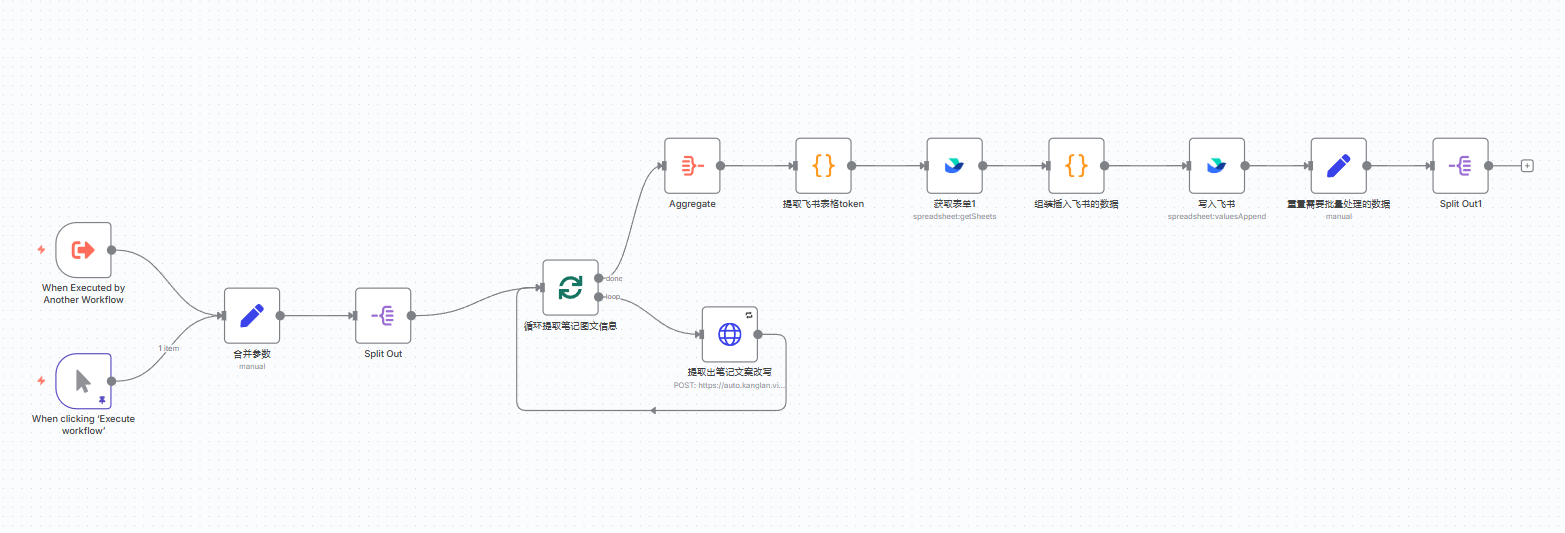 Aggregate
提取飞书表格token
获取表单1
spreadsheet:getSheets
组装插入飞书的数据
写入飞书
spreadsheet:valuesAppend
重置需要批量处理的数据
manual
Split Out1
When Executed by
Another Workflow
done
loop
循环提取笔记图文信息
1 item
合并参数
manual
Split Out
提取出笔记文案改写
POST: https://auto.kanglan.vi...
When clicking ‘Execute
workflow’